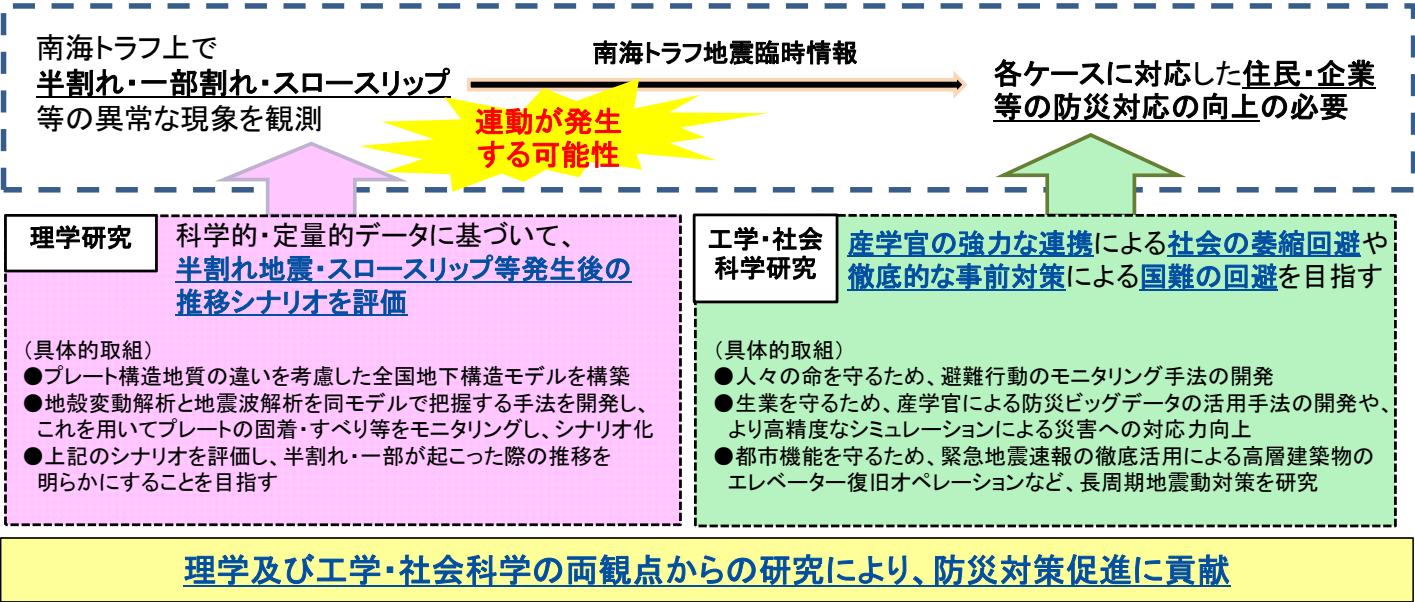 南海トラフ上で
半割れ・一部割れ・スロースリップ
等の異常な現象を観測
南海トラフ地震臨時情報
連動が発生
する可能性
各ケースに対応した住民・企業
等の防災対応の向上の必要
理学研究
科学的・定量的データに基づいて、
半割れ地震・スロースリップ等発生後の
推移シナリオを評価
（具体的取組）
●プレート構造地質の違いを考慮した全国地下構造モデルを構築
●地殻変動解析と地震波解析を同モデルで把握する手法を開発し、
これを用いてプレートの固着・すべり等をモニタリングし、シナリオ化
●上記のシナリオを評価し、半割れ・一部が起こった際の推移を
明らかにすることを目指す
工学・社会
科学研究
産学官の強力な連携による社会の萎縮回避や
徹底的な事前対策による国難の回避を目指す
（具体的取組）
●人々の命を守るため、避難行動のモニタリング手法の開発
●生業を守るため、産学官による防災ビッグデータの活用手法の開発や、
より高精度なシミュレーションによる災害への対応力向上
●都市機能を守るため、緊急地震速報の徹底活用による高層建築物の
エレベーター復旧オペレーションなど、長周期地震動対策を研究
理学及び工学・社会科学の両観点からの研究により、防災対策促進に貢献